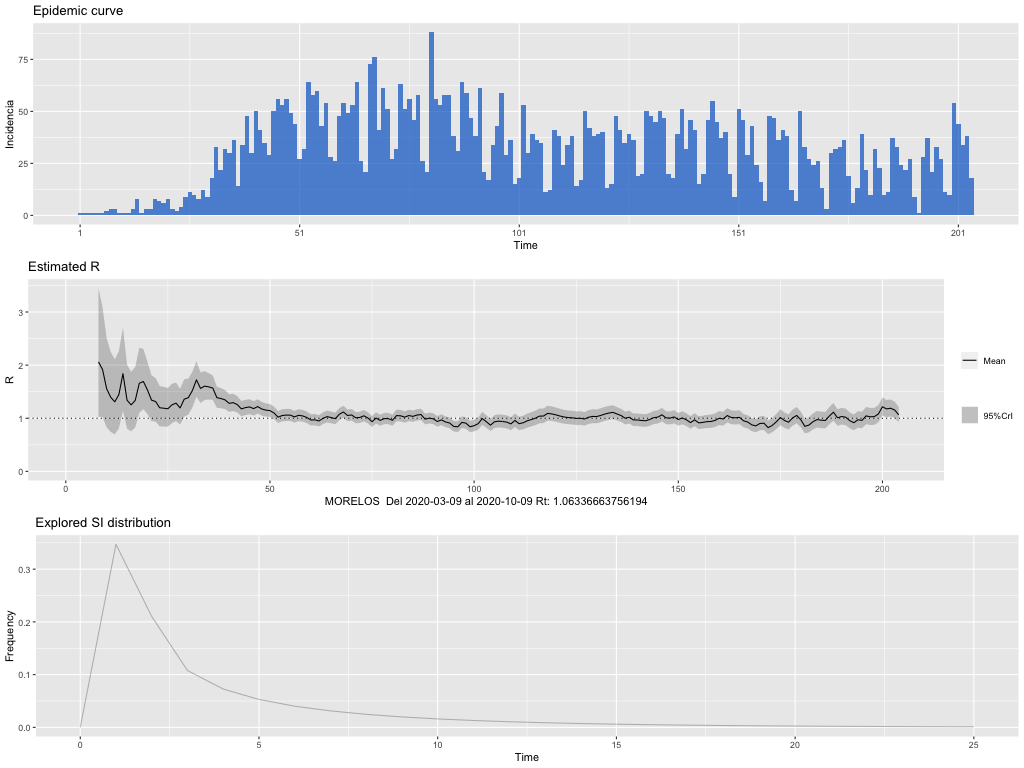 Epidemic curve
75
50
25
0
Incidencia
1 51 101 151 201
Time
Estimated R
3
2
1
0
R
0 50 100 150 200
MORELOS Del 2020-03-09 al 2020-10-09 Rt: 1.06336663756194
Mean
95%CrI
Explored SI distribution
0.3
0.2
0.1
0.0
Frequency
0 5 10 15 20 25
Time